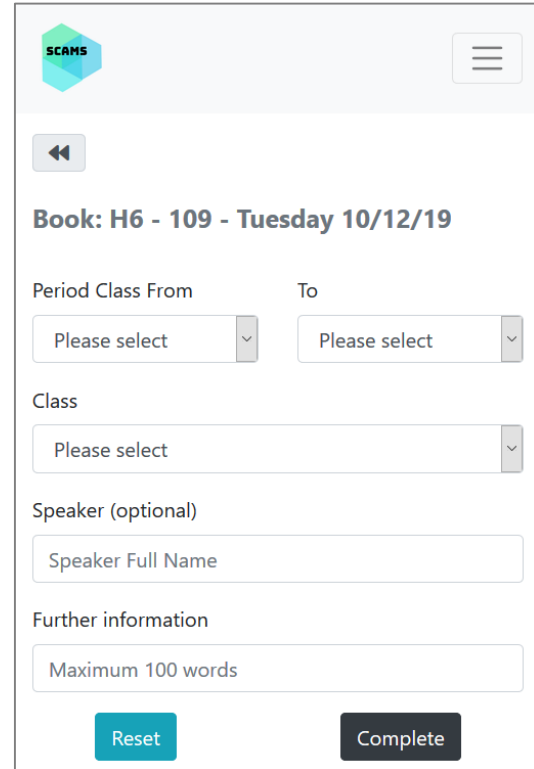 SCAMS
Book: H6 - 109 - Tuesday 10/12/19
Period Class From To
Please select Please select
Class
Please select
Speaker (optional)
Speaker Full Name
Further information
Maximum 100 words
Reset Complete